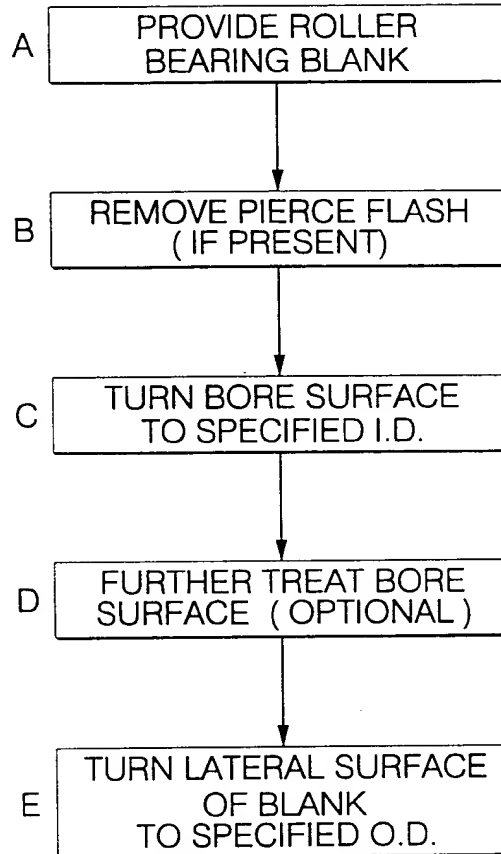 A
PROVIDE ROLLER
BEARING BLANK
B
REMOVE PIERCE FLASH
( IF PRESENT)
C
TURN BORE SURFACE
TO SPECIFIED I.D.
D
FURTHER TREAT BORE
SURFACE ( OPTIONAL )
E
TURN LATERAL SURFACE
OF BLANK
TO SPECIFIED O.D.